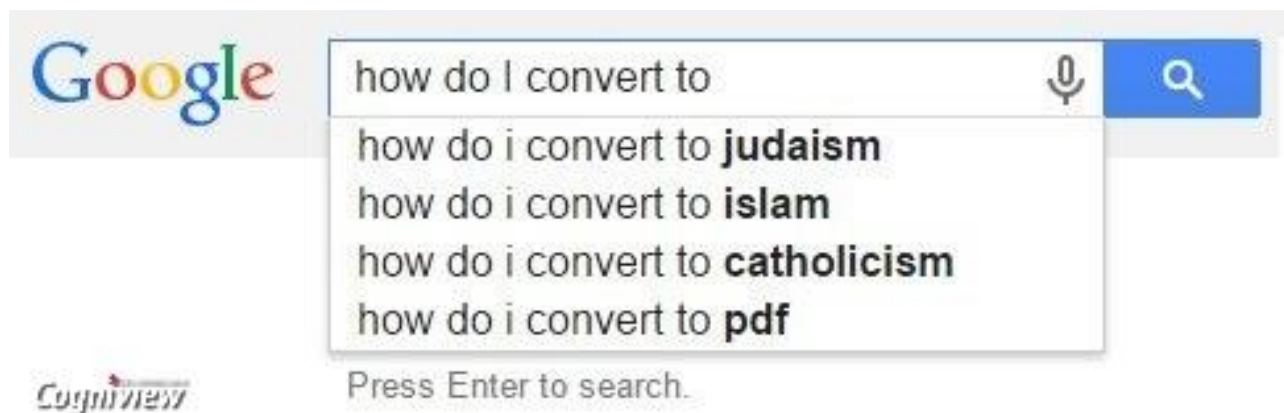 Google
how do I convert to
how do i convert to judaism
how do i convert to islam
how do i convert to catholicism
how do i convert to pdf
Press Enter to search.
Cogniview